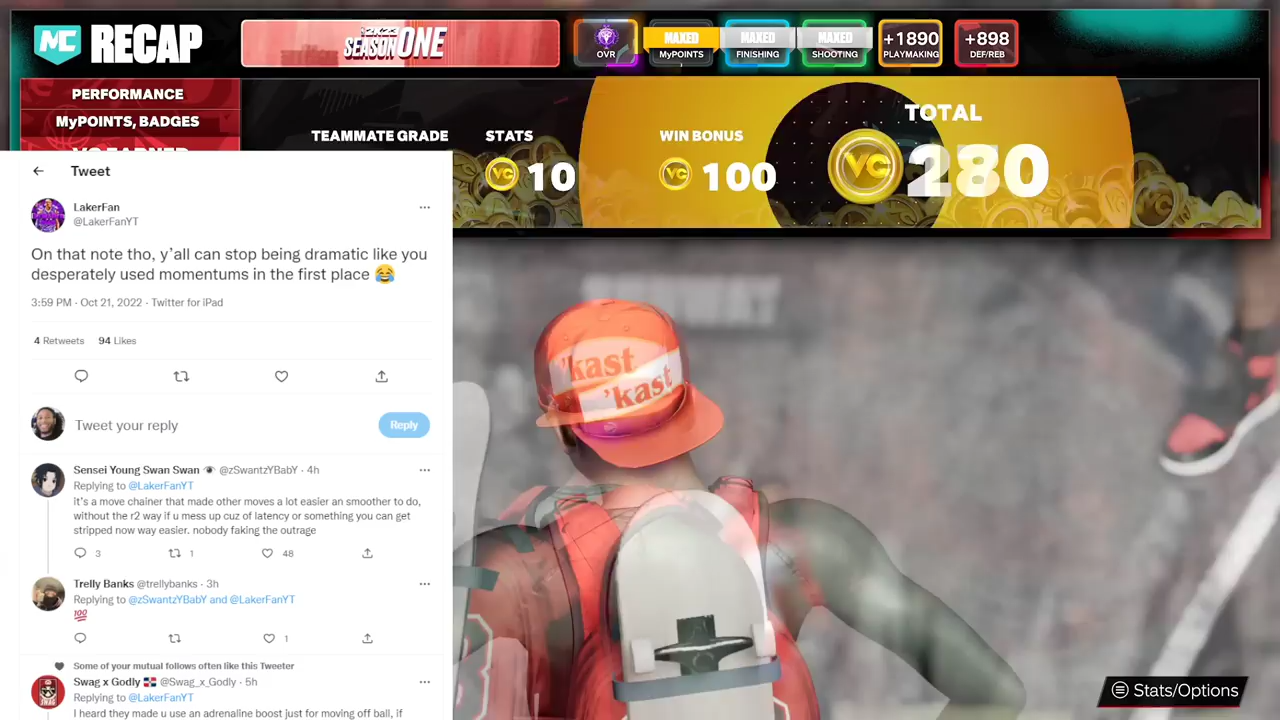 MC RECAP
2K23 SEASON ONE
OVR
MAXED
MyPOINTS
MAXED
FINISHING
MAXED
SHOOTING
+1890
PLAYMAKING
+898
DEF/REB
PERFORMANCE
MyPOINTS, BADGES
TEAMMATE GRADE
STATS
VC 10
WIN BONUS
VC 100
TOTAL
VC 280
Tweet
LakerFan
@LakerFanYT
On that note tho, y'all can stop being dramatic like you
desperately used momentums in the first place 😂
3:59 PM · Oct 21, 2022 · Twitter for iPad
4 Retweets 94 Likes
Tweet your reply
Reply
Sensei Young Swan Swan 👁 @zSwantzYBabY · 4h
Replying to @LakerFanYT
it's a move chainer that made other moves a lot easier an smoother to do,
without the r2 way if u mess up cuz of latency or something you can get
stripped now way easier. nobody faking the outrage
3 1 48
Trelly Banks @trellybanks · 3h
Replying to @zSwantzYBabY and @LakerFanYT
💯
1
Some of your mutual follows often like this Tweeter
Swag x Godly 🇩🇴 @Swag_x_Godly · 5h
Replying to @LakerFanYT
I heard they made u use an adrenaline boost just for moving off ball, if
'kast
'kast
Stats/Options